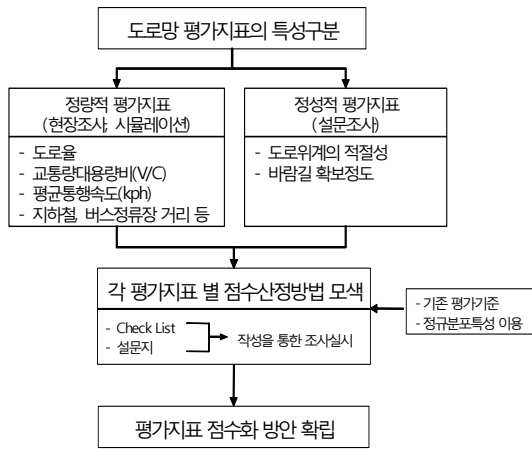 도로망 평가지표의 특성구분
정량적 평가지표
(현장조사, 시뮬레이션)
- 도로율
- 교통량대용량비(V/C)
- 평균통행속도(kph)
- 지하철, 버스정류장 거리 등
정성적 평가지표
(설문조사)
- 도로위계의 적절성
- 바람길 확보정도
각 평가지표 별 점수산정방법 모색
- Check List
- 설문지
작성을 통한 조사실시
- 기존 평가기준
- 정규분포특성 이용
평가지표 점수화 방안 확립